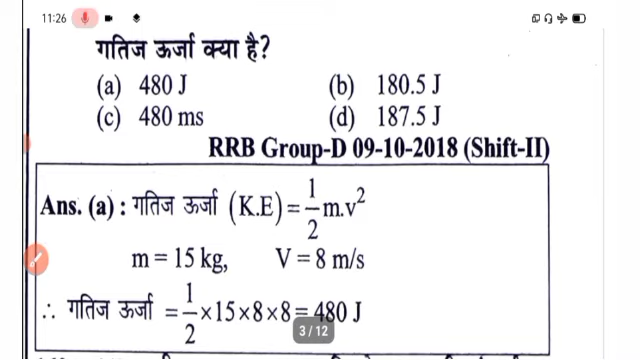 11:26
गतिज ऊर्जा क्या है?
(a) 480 J (b) 180.5 J
(c) 480 ms (d) 187.5 J
RRB Group-D 09-10-2018 (Shift-II)
Ans. (a) : गतिज ऊर्जा (K.E) = 1/2 m.v²
m = 15 kg, V = 8 m/s
∴ गतिज ऊर्जा = 1/2 ×15×8×8 = 480 J
3 / 12